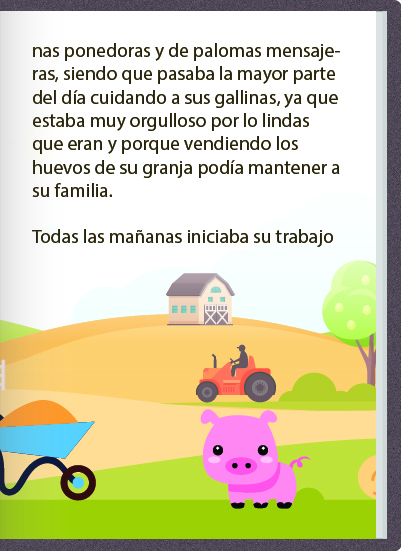 nas ponedoras y de palomas mensaje-
ras, siendo que pasaba la mayor parte
del día cuidando a sus gallinas, ya que
estaba muy orgulloso por lo lindas
que eran y porque vendiendo los
huevos de su granja podía mantener a
su familia.
Todas las mañanas iniciaba su trabajo